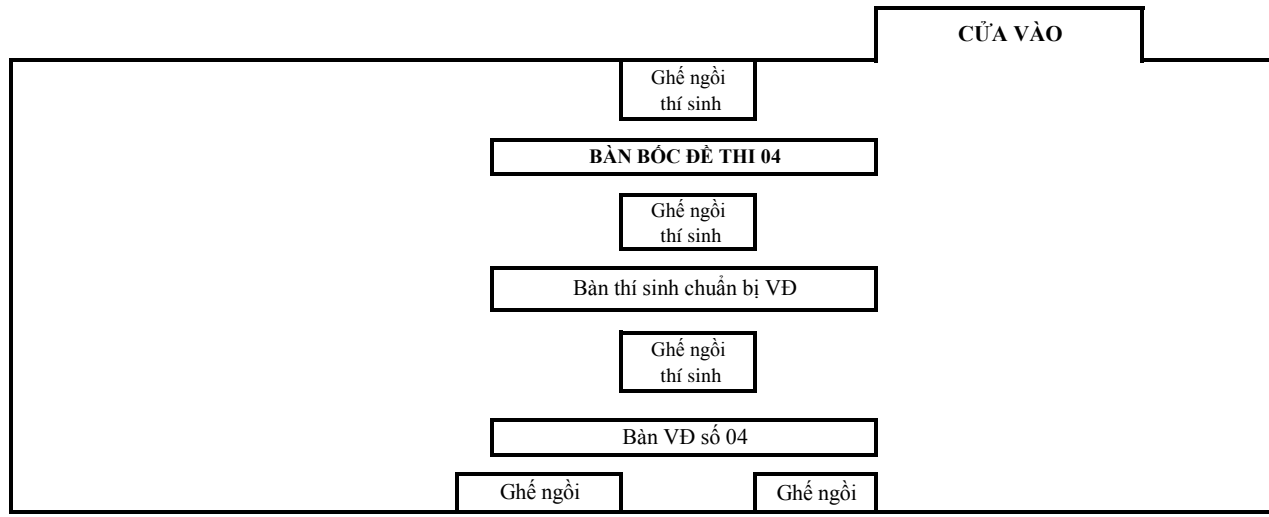 CỬA VÀO
Ghế ngồi
thí sinh
BÀN BỐC ĐỀ THI 04
Ghế ngồi
thí sinh
Bàn thí sinh chuẩn bị VĐ
Ghế ngồi
thí sinh
Bàn VĐ số 04
Ghế ngồi
Ghế ngồi